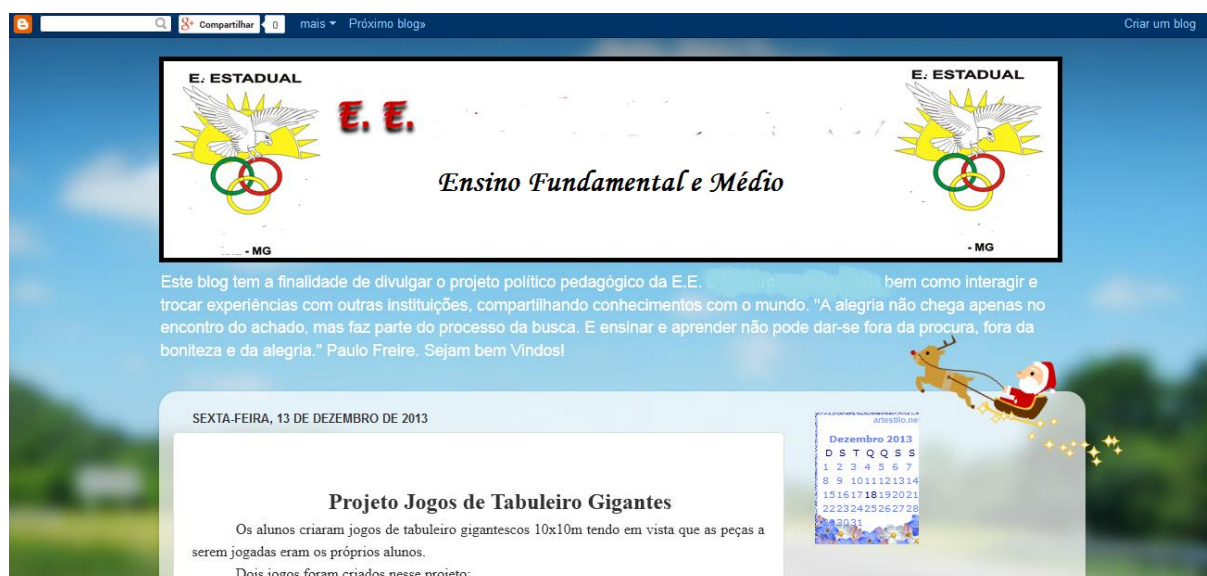 Compartilhar 0 mais Próximo blog» Criar um blog
E. ESTADUAL
E. ESTADUAL
E. E.
Ensino Fundamental e Médio
- MG
- MG
Este blog tem a finalidade de divulgar o projeto político pedagógico da E.E. bem como interagir e
trocar experiências com outras instituições, compartilhando conhecimentos com o mundo. "A alegria não chega apenas no
encontro do achado, mas faz parte do processo da busca. E ensinar e aprender não pode dar-se fora da procura, fora da
boniteza e da alegria." Paulo Freire. Sejam bem Vindos!
SEXTA-FEIRA, 13 DE DEZEMBRO DE 2013
Projeto Jogos de Tabuleiro Gigantes
Os alunos criaram jogos de tabuleiro gigantescos 10x10m tendo em vista que as peças a
serem jogadas eram os próprios alunos.
Dois jogos foram criados nesse projeto:
artestilo.ne
Dezembro 2013
D S T Q Q S S
1 2 3 4 5 6 7
8 9 10 11 12 13 14
15 16 17 18 19 20 21
22 23 24 25 26 27 28
30 31